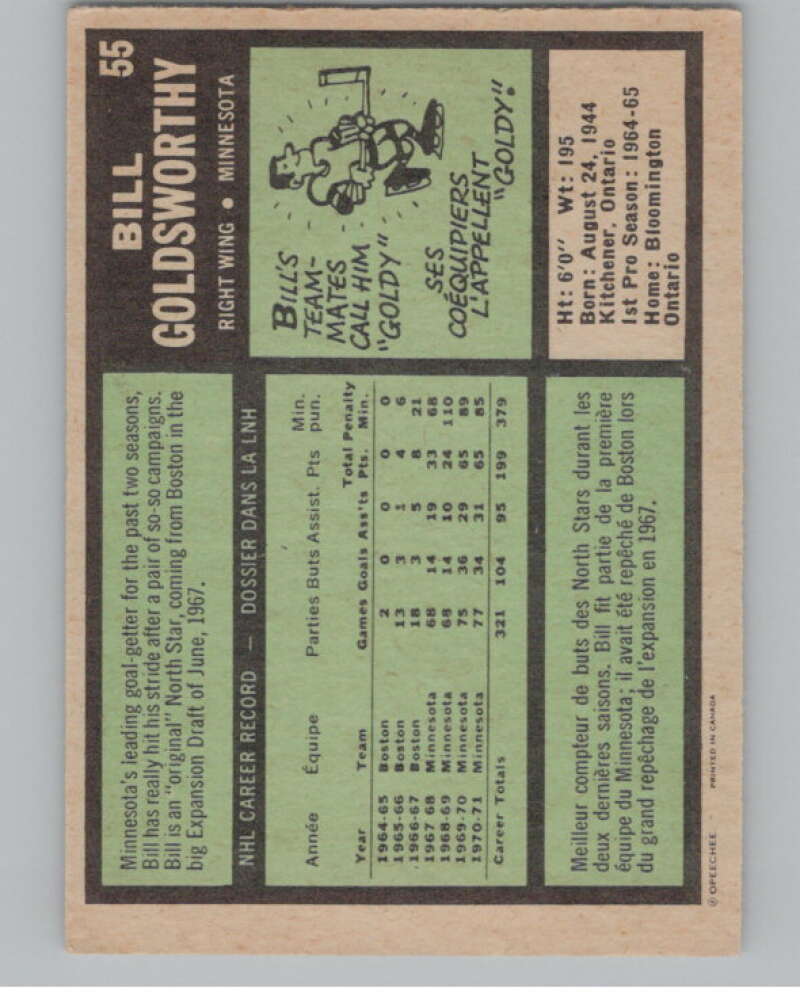 BILL 55
GOLDSWORTHY
RIGHT WING • MINNESOTA
Minnesota's leading goal-getter for the past two seasons,
Bill has really hit his stride after a pair of so-so campaigns.
Bill is an "original" North Star, coming from Boston in the
big Expansion Draft of June, 1967.
NHL CAREER RECORD — DOSSIER DANS LA LNH
Année Équipe Parties Buts Assist. Pts Min. pun.
Year Team Games Goals Ass'ts Total Pts. Penalty Min.
1964-65 Boston 2 0 0 0 0
1965-66 Boston 13 3 1 4 6
1966-67 Boston 18 3 5 8 21
1967 68 Minnesota 68 14 19 33 68
1968-69 Minnesota 68 14 10 24 110
1969-70 Minnesota 75 36 29 65 89
1970-71 Minnesota 77 34 31 65 85
Career Totals 321 104 95 199 379
Meilleur compteur de buts des North Stars durant les
deux dernières saisons. Bill fit partie de la première
équipe du Minnesota; il avait été repêché de Boston lors
du grand repêchage de l'expansion en 1967.
BILL'S
TEAM-
MATES
CALL HIM
"GOLDY"
SES
COÉQUIPIERS
L'APPELLENT
"GOLDY"!
Ht: 6'0" Wt: 195
Born: August 24, 1944
Kitchener, Ontario
1st Pro Season: 1964-65
Home: Bloomington
Ontario
© OPEECHEE - PRINTED IN CANADA